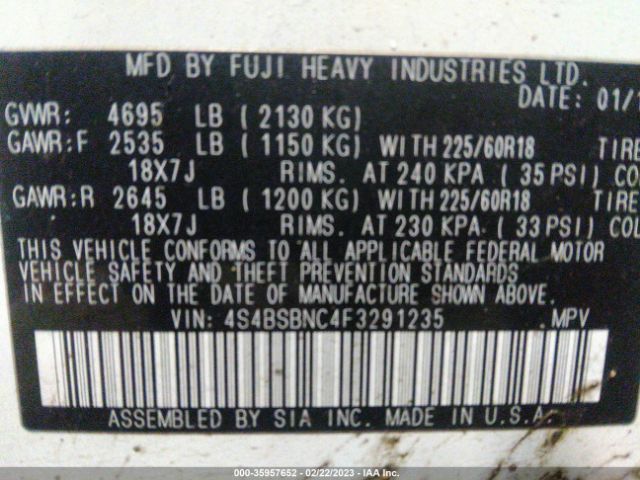 MFD BY FUJI HEAVY INDUSTRIES LTD.
DATE: 01/1
GVWR: 4695 LB ( 2130 KG)
GAWR:F 2535 LB ( 1150 KG) WITH 225/60R18 TIRE
18X7J RIMS. AT 240 KPA ( 35 PSI) CO
GAWR:R 2645 LB ( 1200 KG) WITH 225/60R18 TIRE
18X7J RIMS. AT 230 KPA ( 33 PSI) COL
THIS VEHICLE CONFORMS TO ALL APPLICABLE FEDERAL MOTOR
VEHICLE SAFETY AND THEFT PREVENTION STANDARDS
IN EFFECT ON THE DATE OF MANUFACTURE SHOWN ABOVE.
VIN: 4S4BSBNC4F3291235 .MPV
ASSEMBLED BY SIA INC. MADE IN U.S.A.
000-35957652 - 02/22/2023 - IAA Inc.